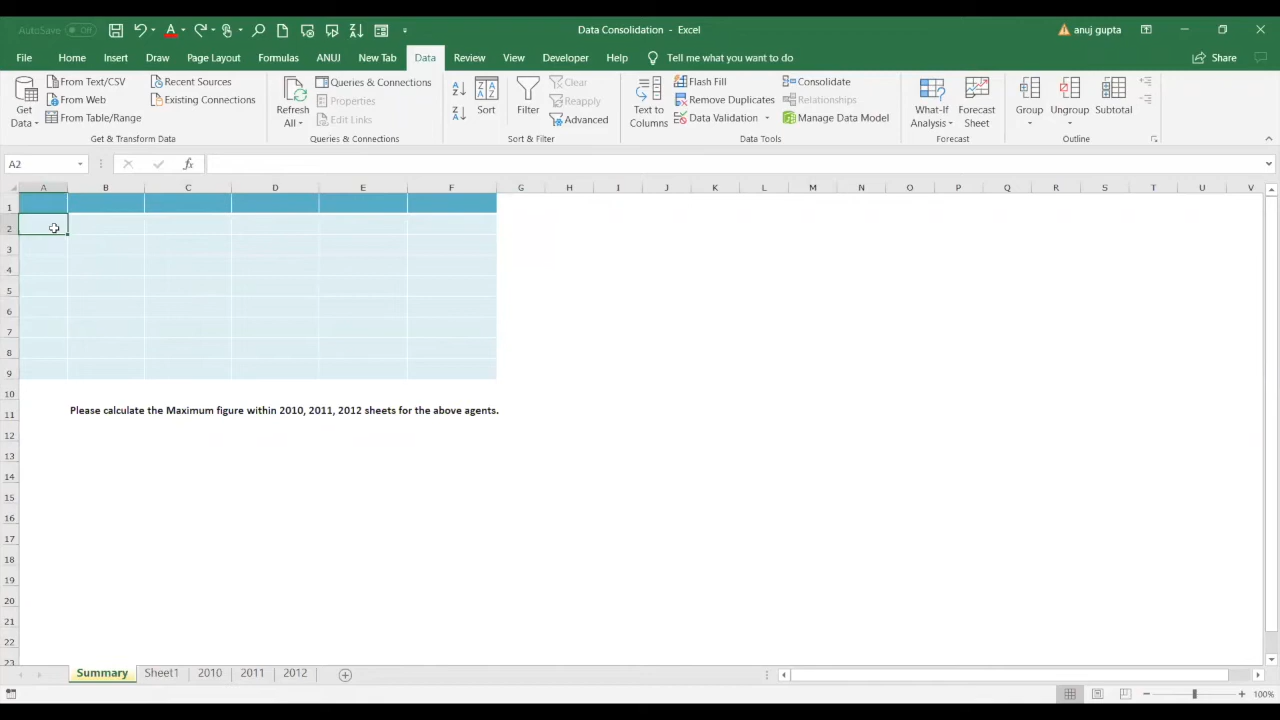 AutoSave Off
Data Consolidation - Excel
anuj gupta
File Home Insert Draw Page Layout Formulas ANUJ New Tab Data Review View Developer Help Tell me what you want to do Share
Get Data
From Text/CSV
From Web
From Table/Range
Recent Sources
Existing Connections
Get & Transform Data
Refresh All
Queries & Connections
Properties
Edit Links
Queries & Connections
Sort
Filter
Clear
Reapply
Advanced
Sort & Filter
Text to Columns
Flash Fill
Remove Duplicates
Data Validation
Consolidate
Relationships
Manage Data Model
Data Tools
What-If Analysis
Forecast Sheet
Forecast
Group
Ungroup
Subtotal
Outline
A2
fx
A B C D E F G H I J K L M N O P Q R S T U V
1
2
3
4
5
6
7
8
9
10
11
Please calculate the Maximum figure within 2010, 2011, 2012 sheets for the above agents.
12
13
14
15
16
17
18
19
20
21
22
23
Summary Sheet1 2010 2011 2012
100%